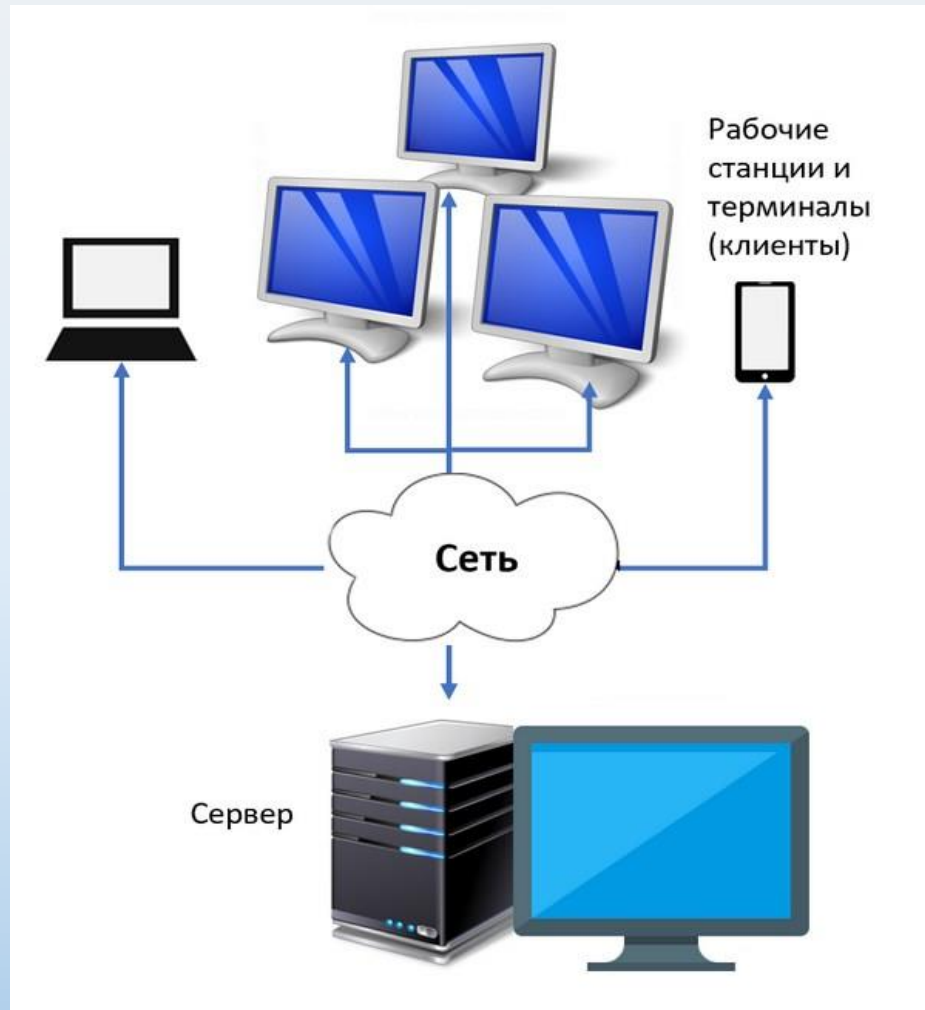 Рабочие
станции и
терминалы
(клиенты)
Сеть
Сервер